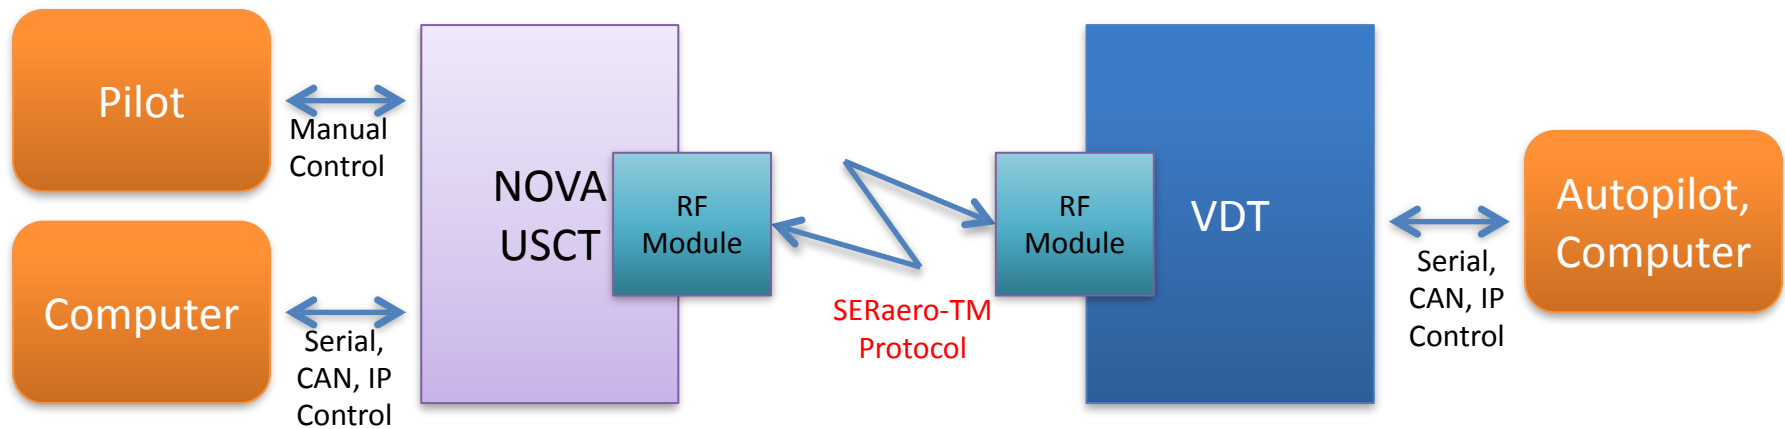 Pilot
Manual
Control
Computer
Serial,
CAN, IP
Control
NOVA
USCT
RF
Module
SERaero-TM
Protocol
RF
Module
VDT
Serial,
CAN, IP
Control
Autopilot,
Computer